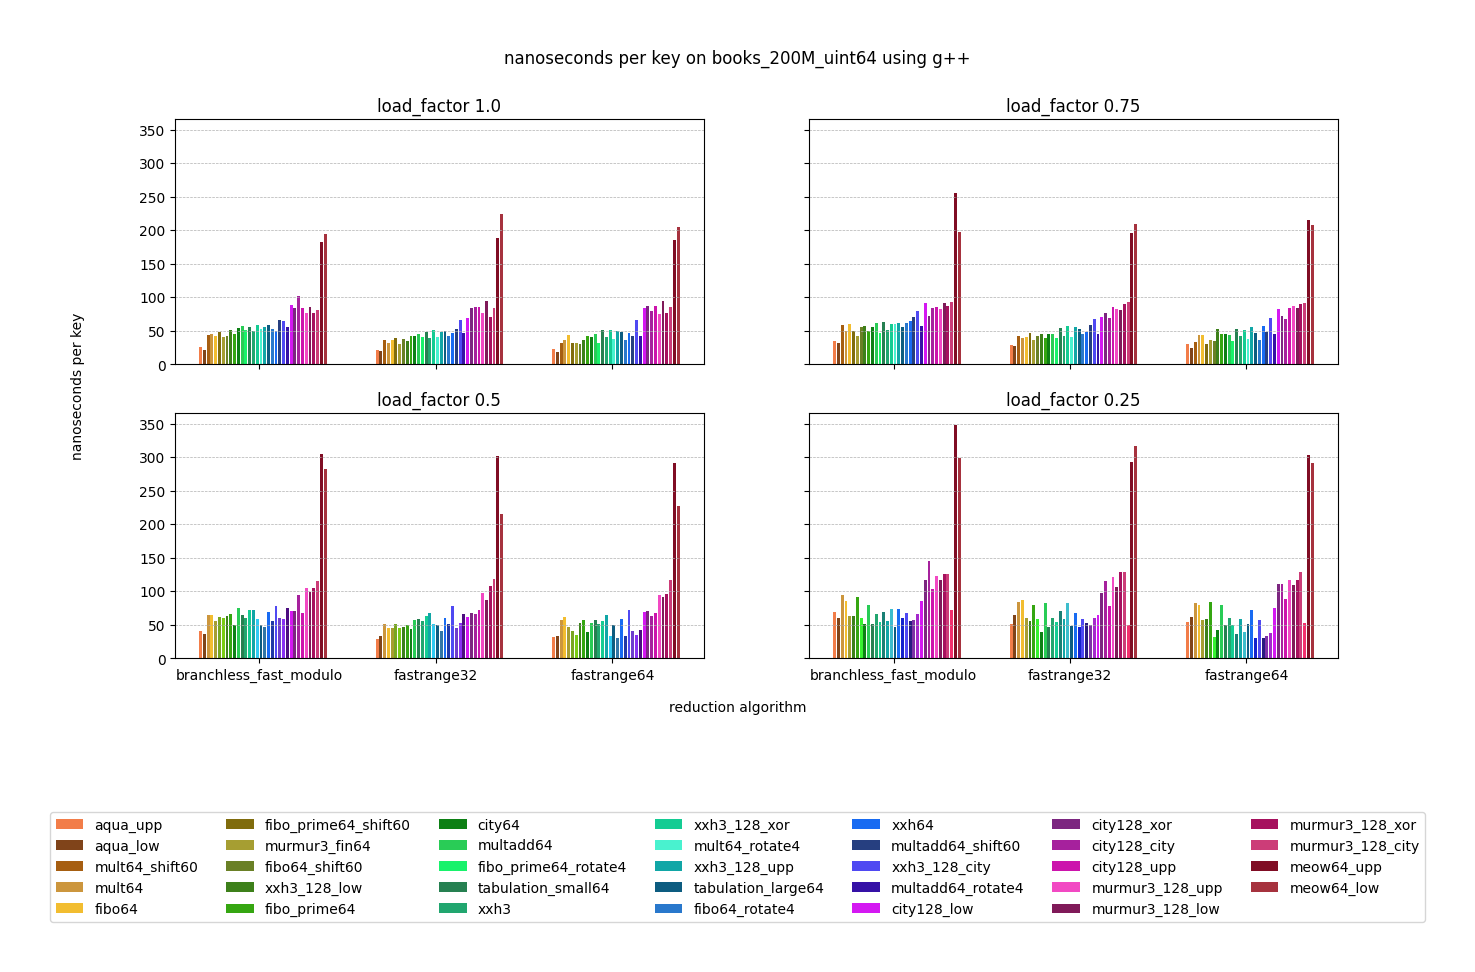 nanoseconds per key on books_200M_uint64 using g++
load_factor 1.0
load_factor 0.75
350
300
250
200
150
100
50
0
load_factor 0.5
load_factor 0.25
350
300
250
200
150
100
50
0
nanoseconds per key
branchless_fast_modulo fastrange32 fastrange64
branchless_fast_modulo fastrange32 fastrange64
reduction algorithm
aqua_upp
aqua_low
mult64_shift60
mult64
fibo64
fibo_prime64_shift60
murmur3_fin64
fibo64_shift60
xxh3_128_low
fibo_prime64
city64
multadd64
fibo_prime64_rotate4
tabulation_small64
xxh3
xxh3_128_xor
mult64_rotate4
xxh3_128_upp
tabulation_large64
fibo64_rotate4
xxh64
multadd64_shift60
xxh3_128_city
multadd64_rotate4
city128_low
city128_xor
city128_city
city128_upp
murmur3_128_upp
murmur3_128_low
murmur3_128_xor
murmur3_128_city
meow64_upp
meow64_low